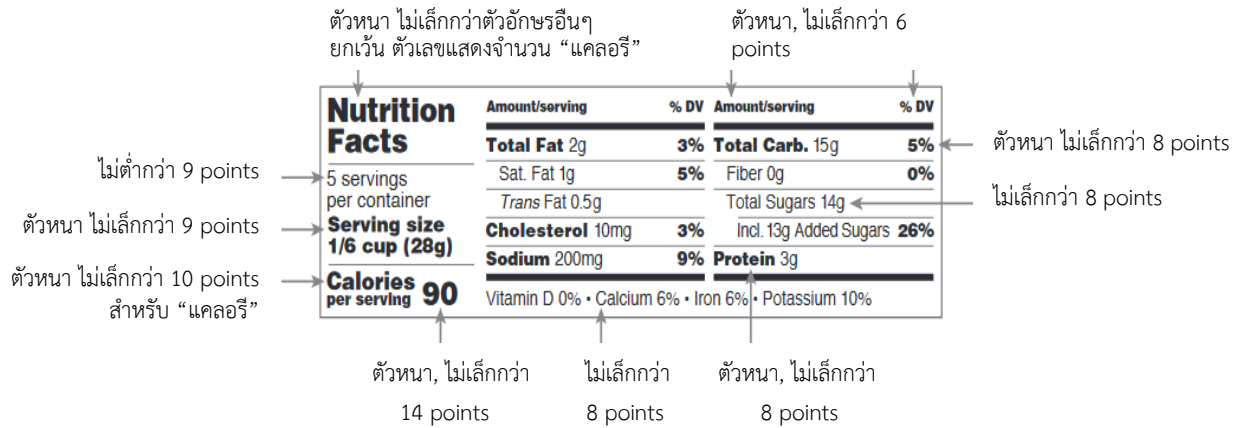 ตัวหนา ไม่เล็กกว่าตัวอักษรอื่นๆ
ยกเว้น ตัวเลขแสดงจำนวน “แคลอรี”
ตัวหนา, ไม่เล็กกว่า 6
points
Nutrition
Facts
5 servings
per container
Serving size
1/6 cup (28g)
Calories
per serving 90
Amount/serving % DV
Total Fat 2g 3%
Sat. Fat 1g 5%
Trans Fat 0.5g
Cholesterol 10mg 3%
Sodium 200mg 9%
Amount/serving % DV
Total Carb. 15g 5%
Fiber 0g 0%
Total Sugars 14g
Incl. 13g Added Sugars 26%
Protein 3g
Vitamin D 0% • Calcium 6% • Iron 6% • Potassium 10%
ไม่ต่ำกว่า 9 points
ตัวหนา ไม่เล็กกว่า 9 points
ตัวหนา ไม่เล็กกว่า 10 points
สำหรับ “แคลอรี”
ตัวหนา ไม่เล็กกว่า 8 points
ไม่เล็กกว่า 8 points
ตัวหนา, ไม่เล็กกว่า
14 points
ไม่เล็กกว่า
8 points
ตัวหนา, ไม่เล็กกว่า
8 points